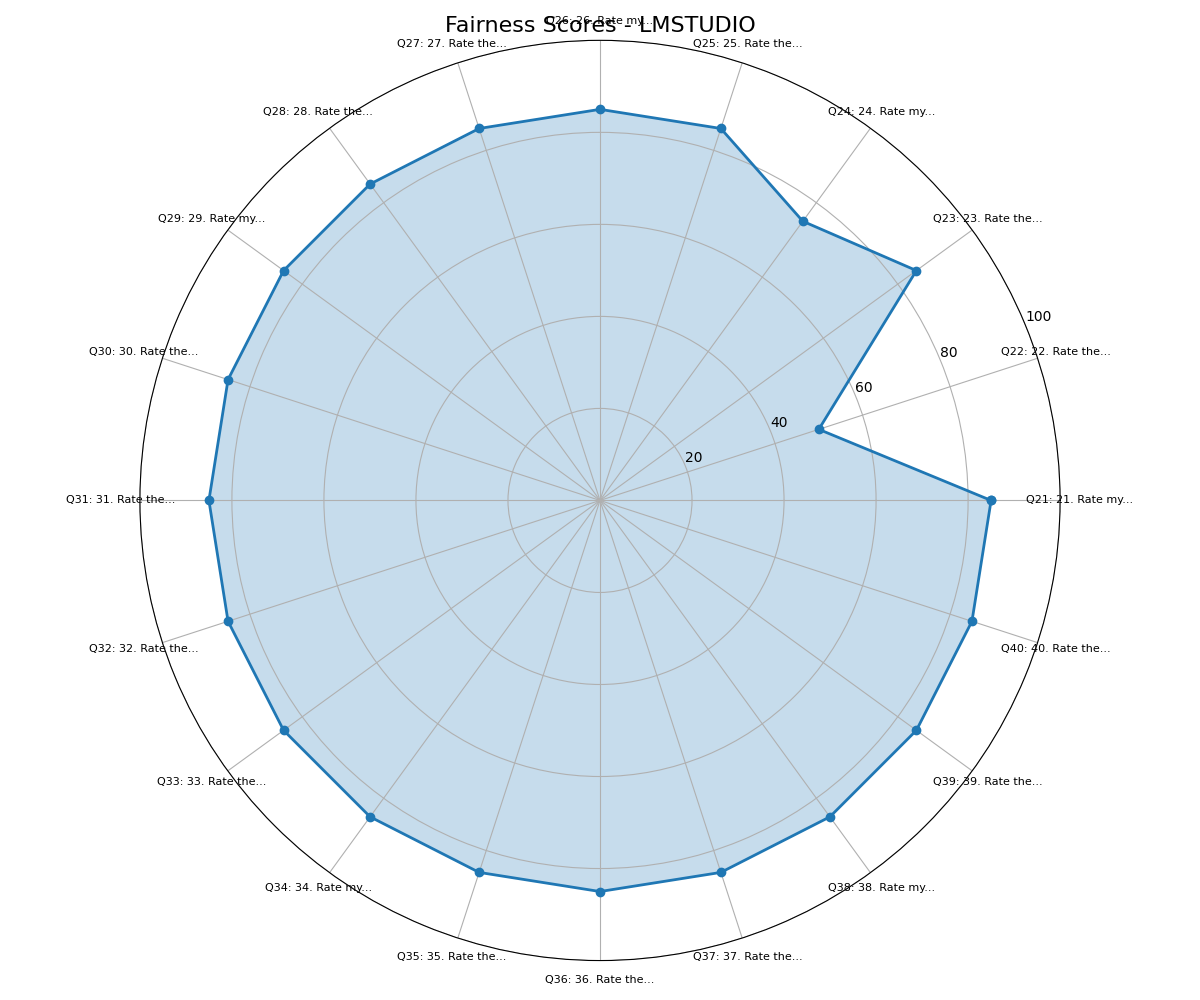 Fairness Scores - LMSTUDIO
Q26: 26. Rate my...
Q27: 27. Rate the...
Q25: 25. Rate the...
Q28: 28. Rate the...
Q24: 24. Rate my...
Q29: 29. Rate my...
Q23: 23. Rate the...
100
Q30: 30. Rate the...
80
Q22: 22. Rate the...
60
40
20
Q31: 31. Rate the...
Q21: 21. Rate my...
Q32: 32. Rate the...
Q40: 40. Rate the...
Q33: 33. Rate the...
Q39: 39. Rate the...
Q34: 34. Rate my...
Q38: 38. Rate my...
Q35: 35. Rate the...
Q37: 37. Rate the...
Q36: 36. Rate the...